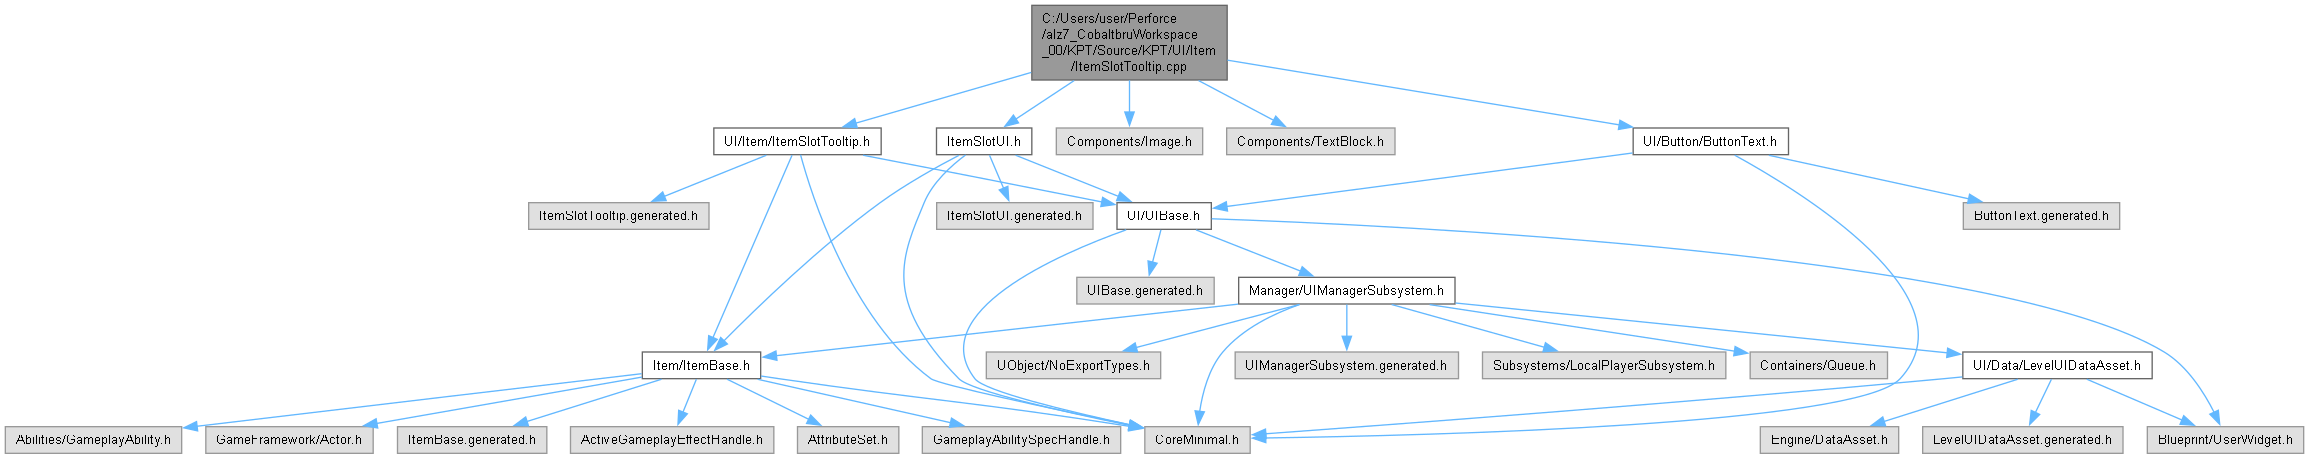 C:/Users/user/Perforce
/alz7_CobaltbruWorkspace
_00/KPT/Source/KPT/UI/Item
/ItemSlotTooltip.cpp
UI/Item/ItemSlotTooltip.h
ItemSlotUI.h
Components/Image.h
Components/TextBlock.h
UI/Button/ButtonText.h
ItemSlotTooltip.generated.h
ItemSlotUI.generated.h
UI/UIBase.h
ButtonText.generated.h
UIBase.generated.h
Manager/UIManagerSubsystem.h
Item/ItemBase.h
UObject/NoExportTypes.h
UIManagerSubsystem.generated.h
Subsystems/LocalPlayerSubsystem.h
Containers/Queue.h
UI/Data/LevelUIDataAsset.h
Abilities/GameplayAbility.h
GameFramework/Actor.h
ItemBase.generated.h
ActiveGameplayEffectHandle.h
AttributeSet.h
GameplayAbilitySpecHandle.h
CoreMinimal.h
Engine/DataAsset.h
LevelUIDataAsset.generated.h
Blueprint/UserWidget.h